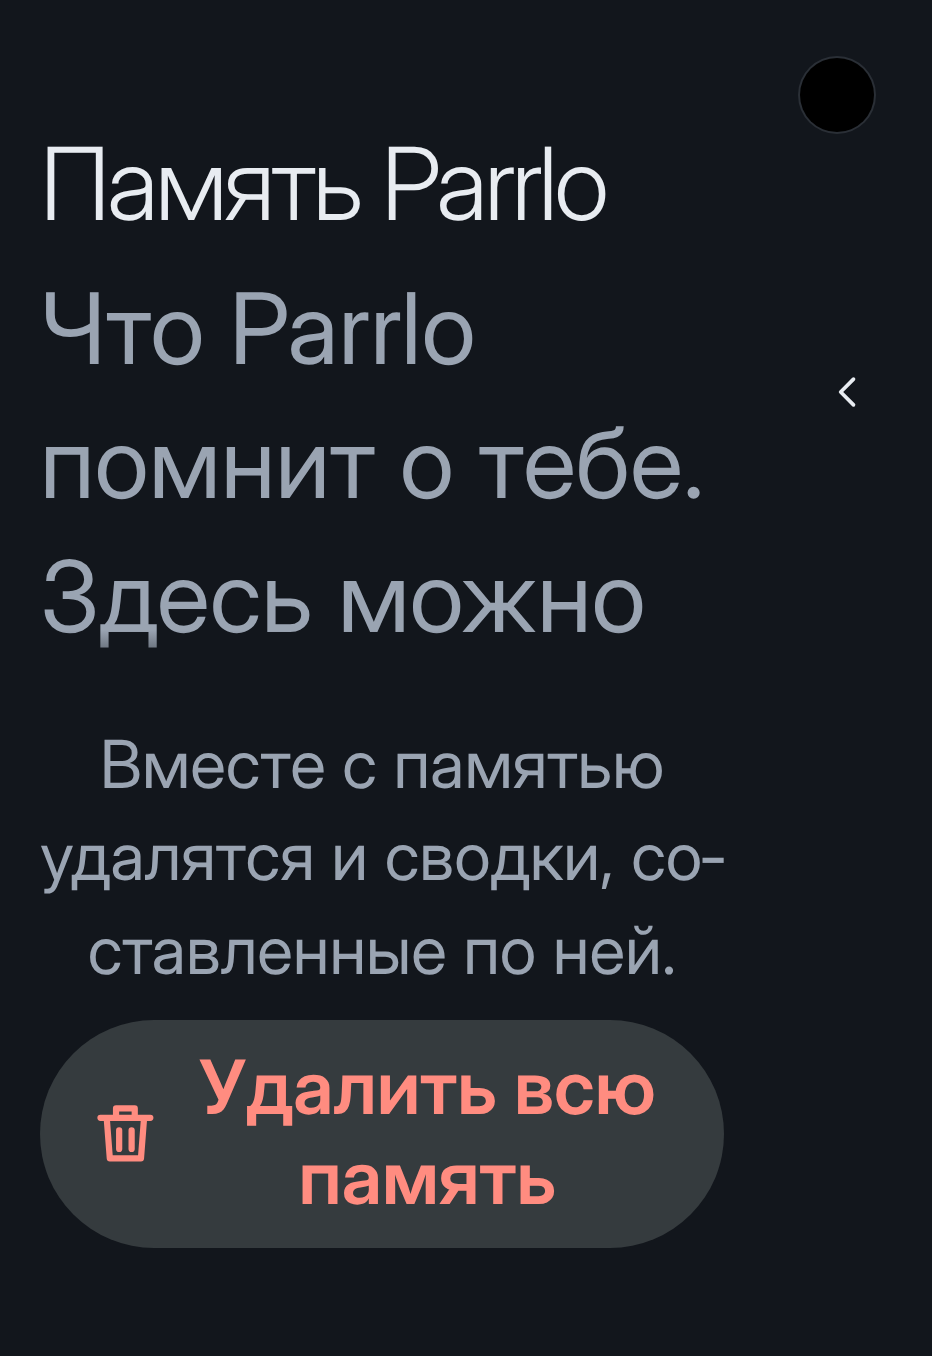 Память Parrlo
Что Parrlo
помнит о тебе.
Здесь можно
Вместе с памятью
удалятся и сводки, со-
ставленные по ней.
Удалить всю
память